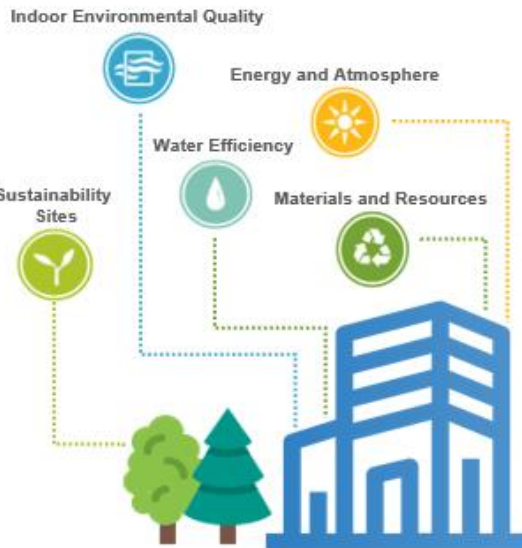 Indoor Environmental Quality
Energy and Atmosphere
Water Efficiency
Sustainability
Sites
Materials and Resources